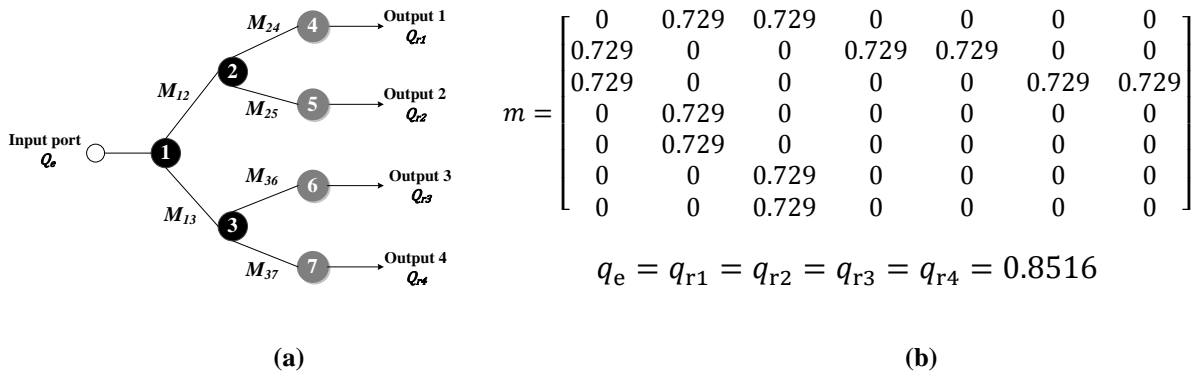 Input port
Qₑ
1
M₁₂
M₁₃
2
3
M₂₄
M₂₅
M₃₆
M₃₇
4
5
6
7
Output 1
Qᵣ₁
Output 2
Qᵣ₂
Output 3
Qᵣ₃
Output 4
Qᵣ₄
(a)
m =
0 0.729 0.729 0 0 0 0
0.729 0 0 0.729 0.729 0 0
0.729 0 0 0 0 0.729 0.729
0 0.729 0 0 0 0 0
0 0.729 0 0 0 0 0
0 0 0.729 0 0 0 0
0 0 0.729 0 0 0 0
qₑ = qᵣ₁ = qᵣ₂ = qᵣ₃ = qᵣ₄ = 0.8516
(b)